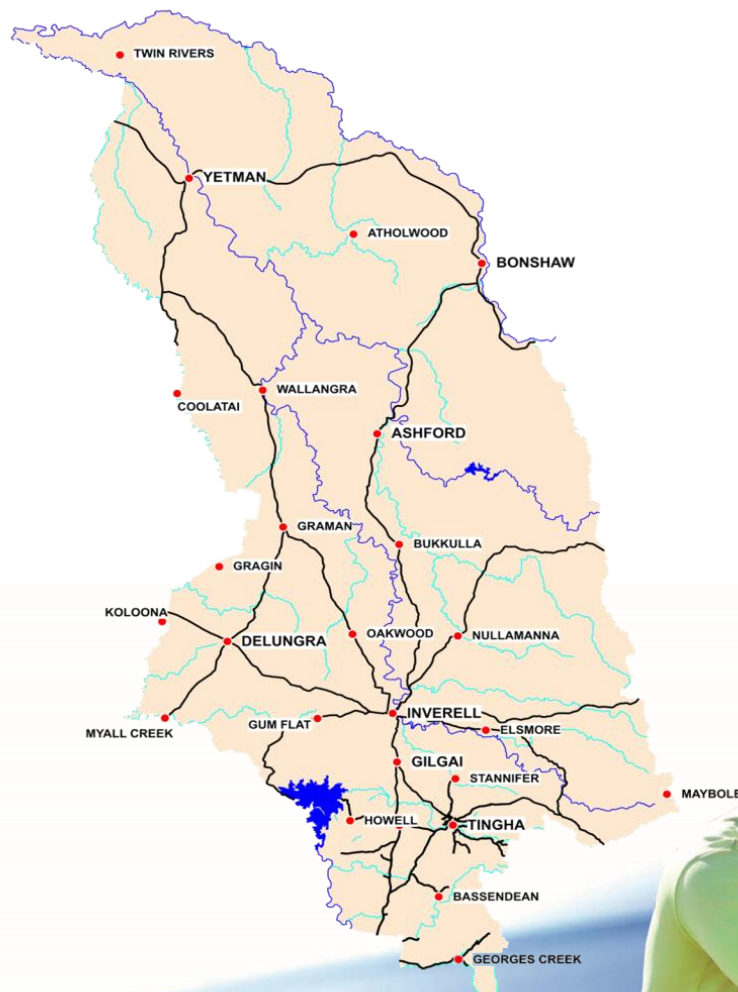 TWIN RIVERS
YETMAN
ATHOLWOOD
BONSHAW
WALLANGRA
COOLATAI
ASHFORD
GRAMAN
BUKKULLA
GRAGIN
KOLOONA
DELUNGRA
OAKWOOD
NULLAMANNA
INVERELL
MYALL CREEK
GUM FLAT
ELSMORE
GILGAI
STANNIFER
MAYBOLE
HOWELL
TINGHA
BASSENDEAN
GEORGES CREEK